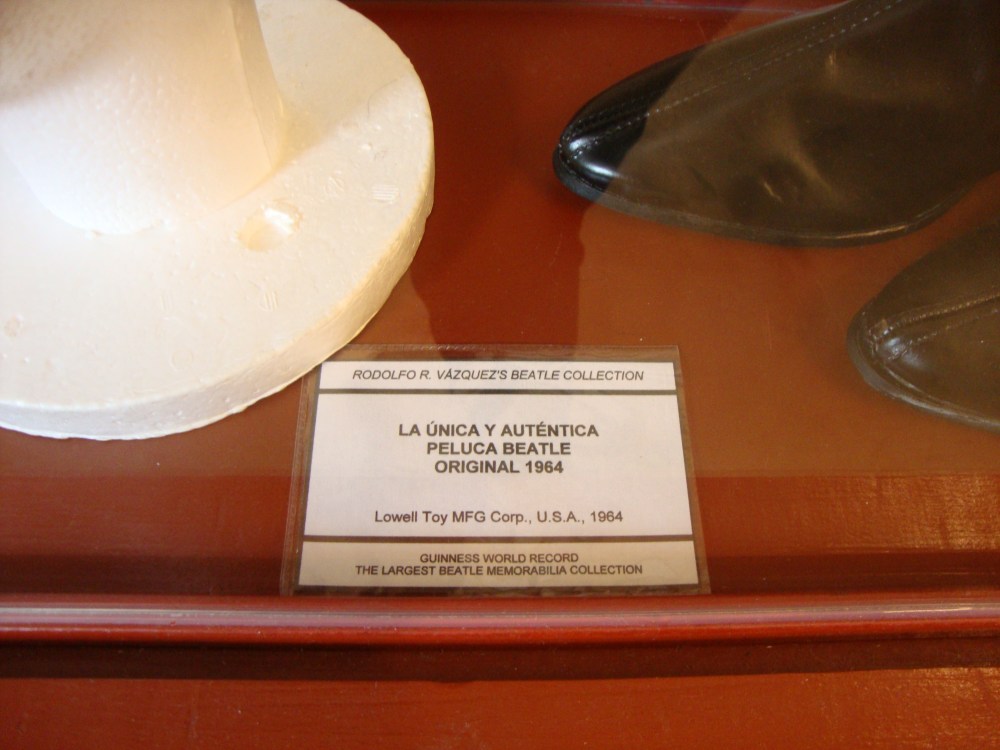 RODOLFO R. VÁZQUEZ'S BEATLE COLLECTION
LA ÚNICA Y AUTÉNTICA
PELUCA BEATLE
ORIGINAL 1964
Lowell Toy MFG Corp., U.S.A., 1964
GUINNESS WORLD RECORD
THE LARGEST BEATLE MEMORABILIA COLLECTION